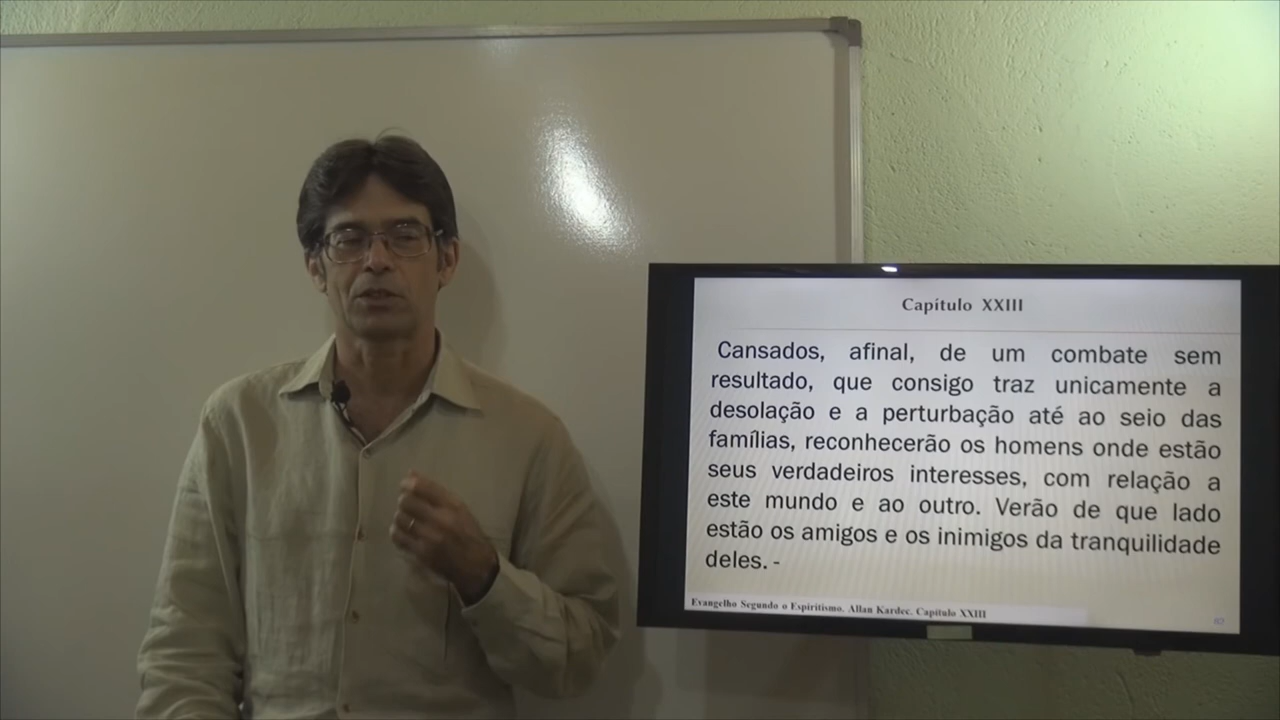 Capítulo XXIII
Cansados, afinal, de um combate sem
resultado, que consigo traz unicamente a
desolação e a perturbação até ao seio das
famílias, reconhecerão os homens onde estão
seus verdadeiros interesses, com relação a
este mundo e ao outro. Verão de que lado
estão os amigos e os inimigos da tranquilidade
deles. -
Evangelho Segundo o Espiritismo. Allan Kardec. Capítulo XXIII